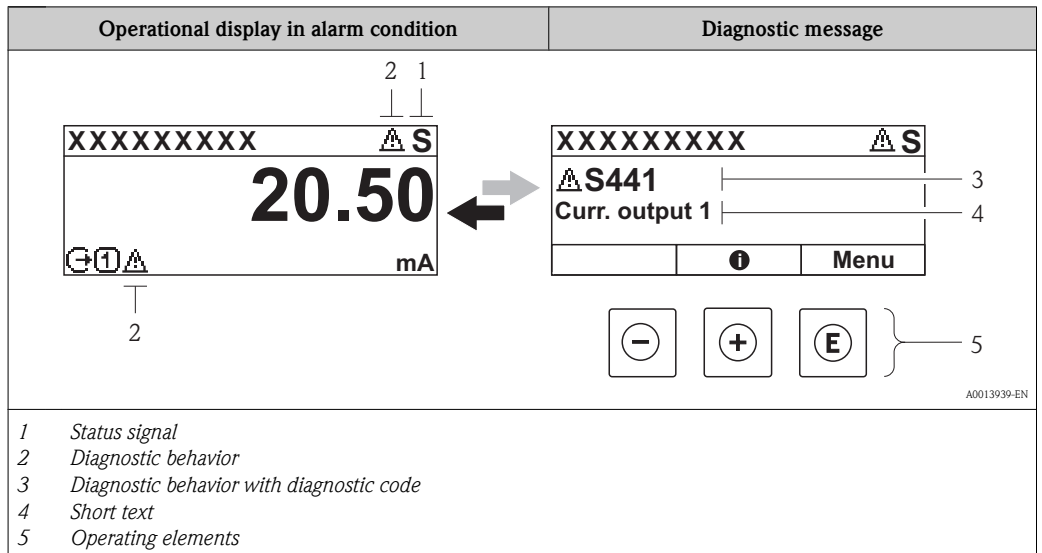 Operational display in alarm condition Diagnostic message
2 1
XXXXXXXXX ⚠ S XXXXXXXXX ⚠ S
20.50 ⚠S441 3
Curr. output 1 4
1 ⚠ mA
i Menu
2
− + E 5
A0013939-EN
1 Status signal
2 Diagnostic behavior
3 Diagnostic behavior with diagnostic code
4 Short text
5 Operating elements